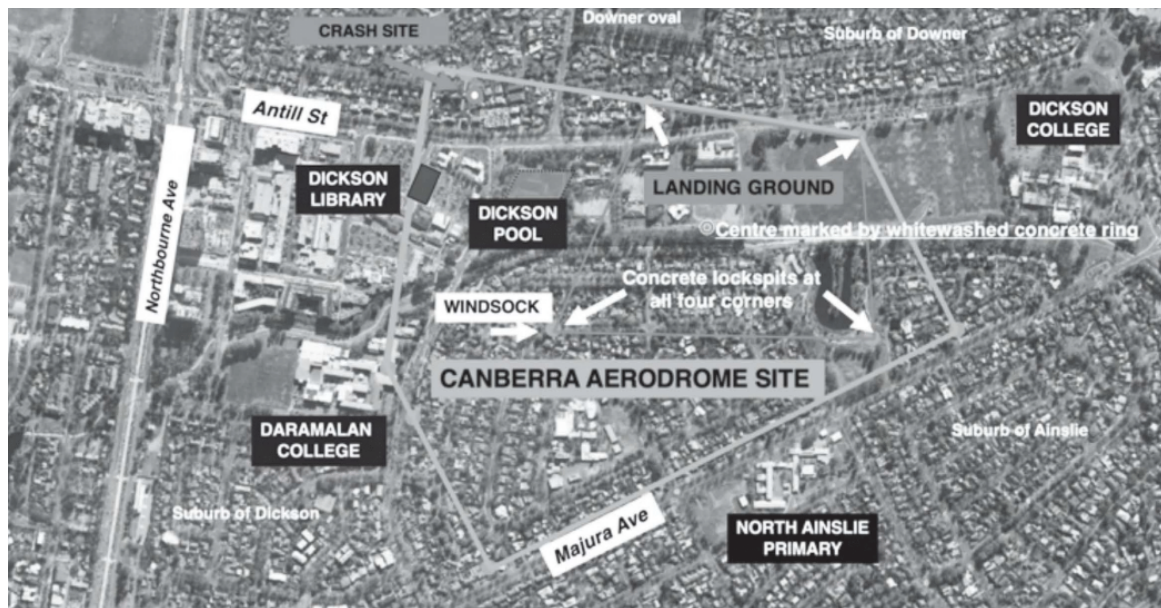 Downer oval
CRASH SITE
Suburb of Downer
Antill St
DICKSON
COLLEGE
DICKSON
LIBRARY
LANDING GROUND
DICKSON
POOL
Centre marked by whitewashed concrete ring
Northbourne Ave
Concrete lockspits at
all four corners
WINDSOCK
CANBERRA AERODROME SITE
DARAMALAN
COLLEGE
Suburb of Ainslie
Suburb of Dickson
Majura Ave
NORTH AINSLIE
PRIMARY